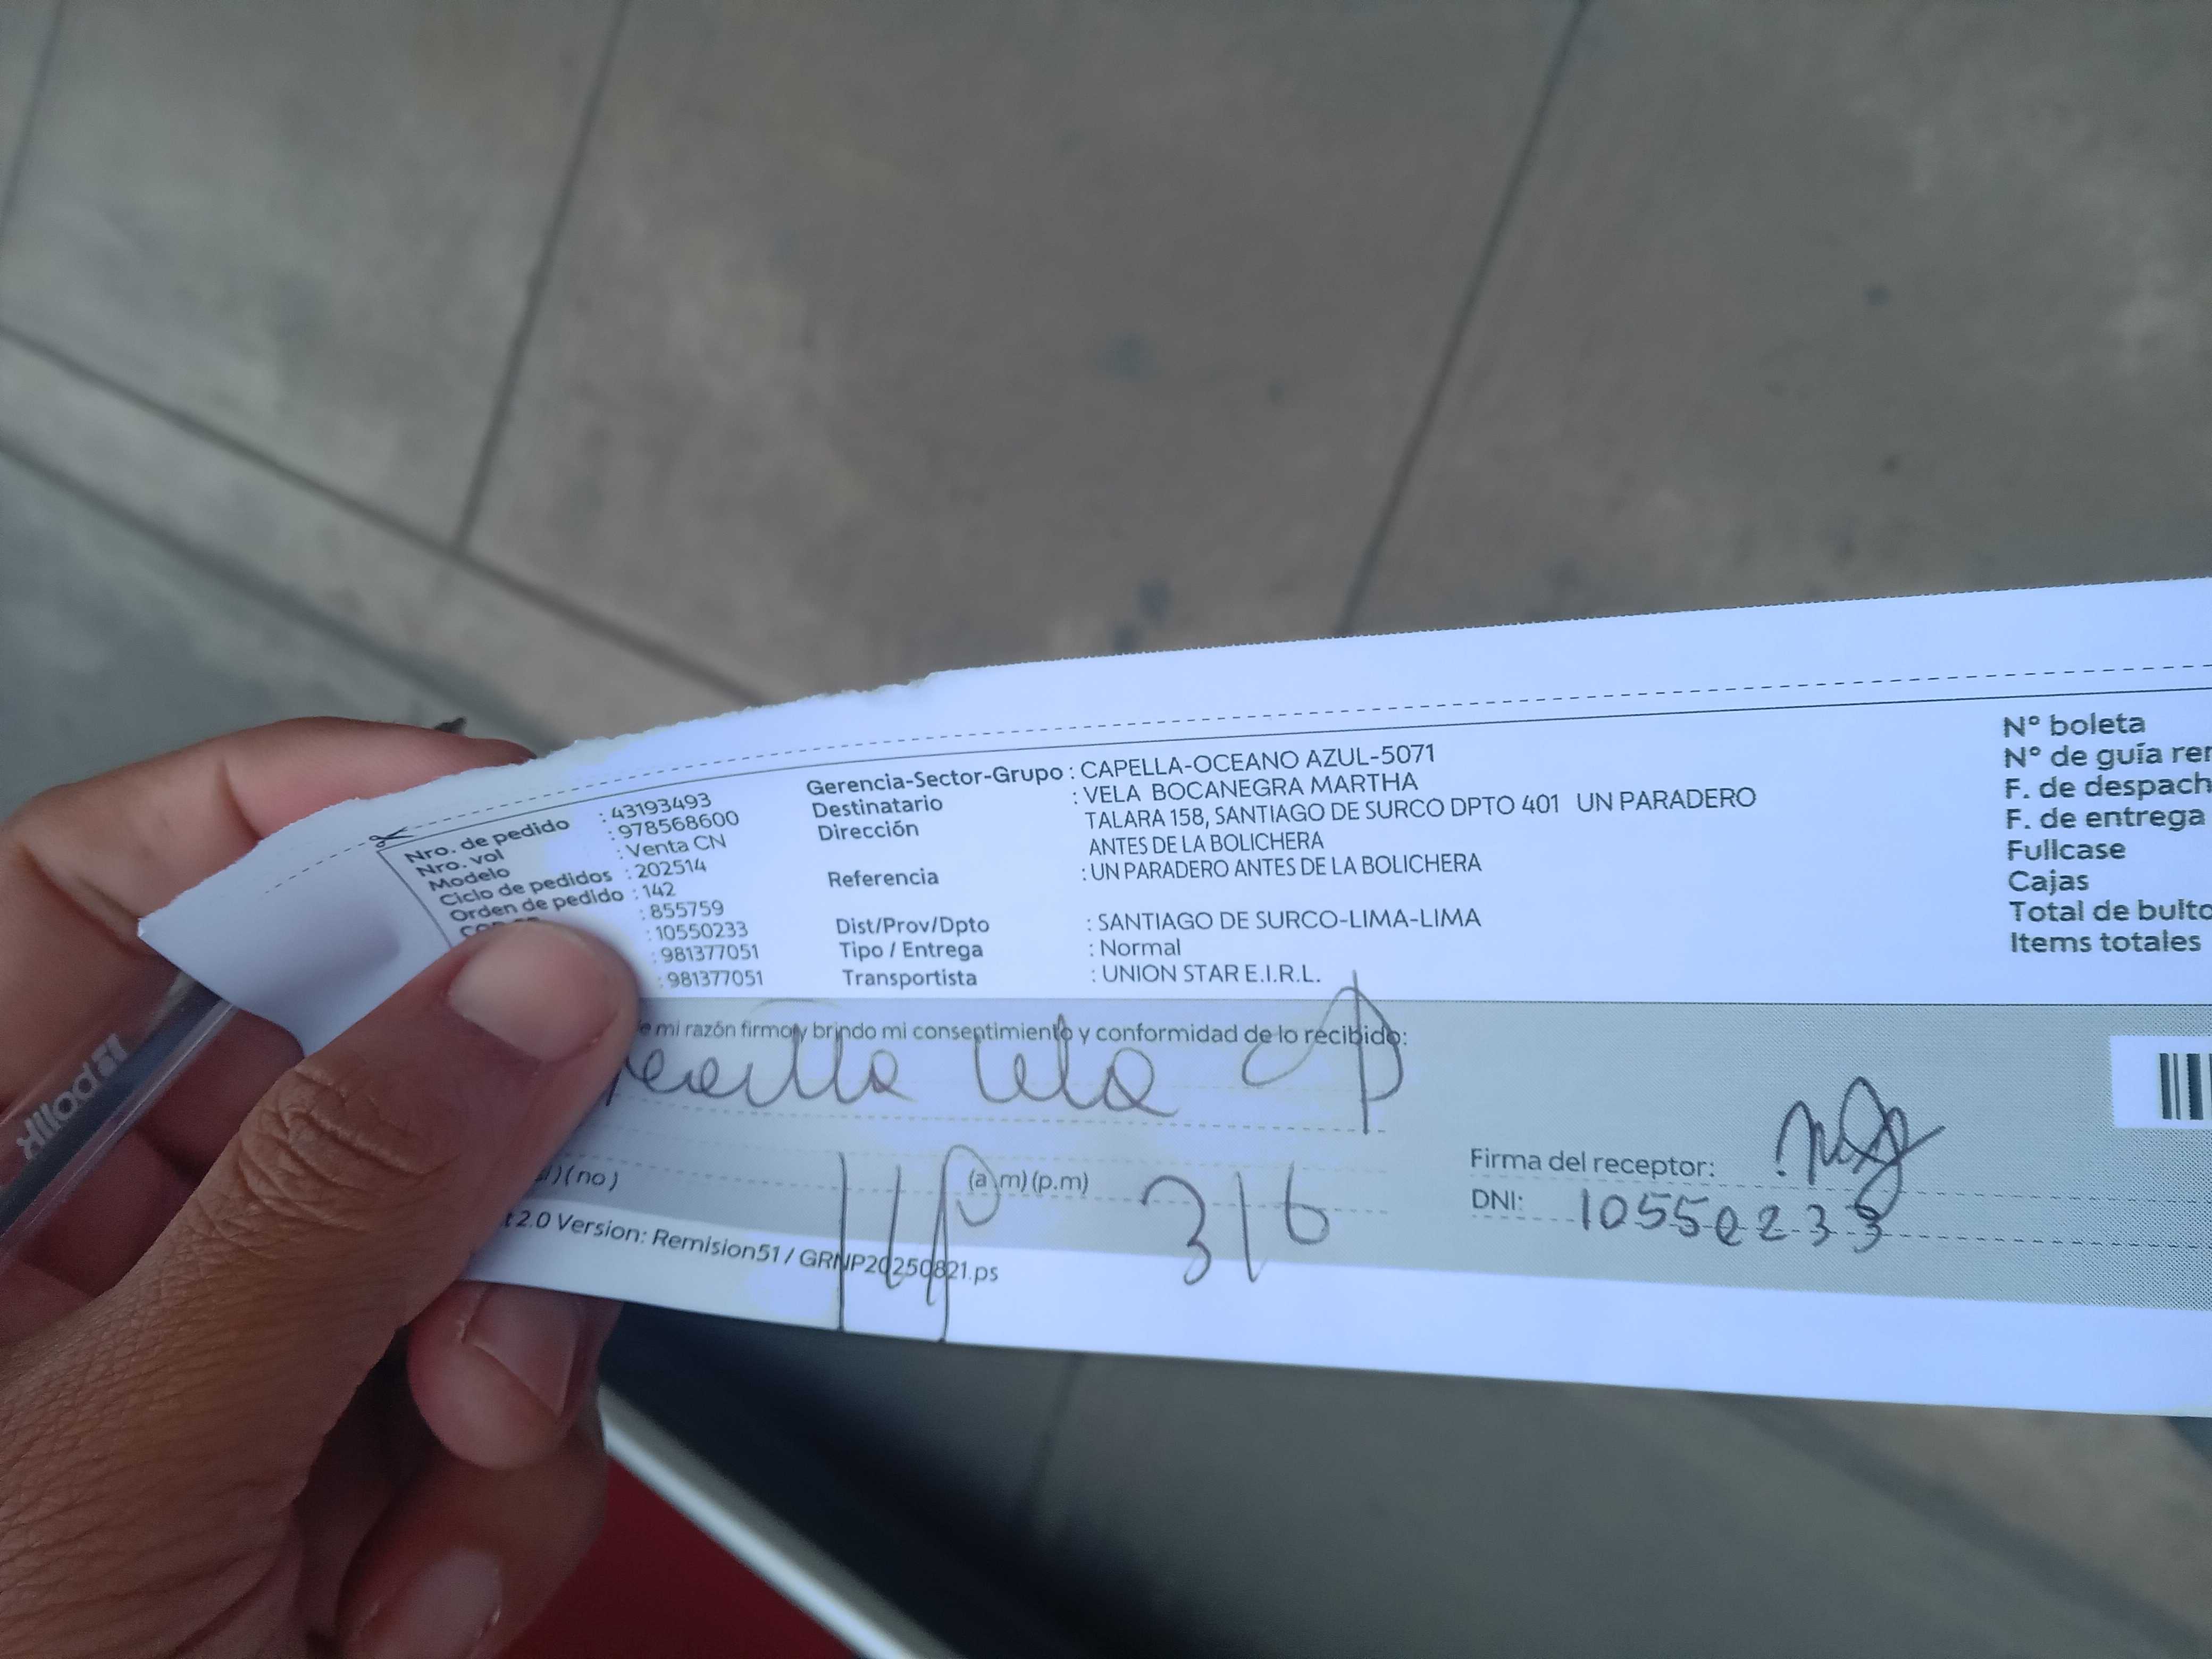 Nro. de pedido : 43193493
Nro. vol : 978568600
Modelo : Venta CN
Ciclo de pedidos : 202514
Orden de pedido : 142
: 855759
: 10550233
: 981377051
: 981377051
Gerencia-Sector-Grupo : CAPELLA-OCEANO AZUL-5071
Destinatario : VELA BOCANEGRA MARTHA
Dirección TALARA 158, SANTIAGO DE SURCO DPTO 401 UN PARADERO
ANTES DE LA BOLICHERA
Referencia : UN PARADERO ANTES DE LA BOLICHERA
Dist/Prov/Dpto : SANTIAGO DE SURCO-LIMA-LIMA
Tipo / Entrega : Normal
Transportista : UNION STAR E.I.R.L.
N° boleta
N° de guía
F. de
F. de entrega
Fullcase
Cajas
Total de
Items totales
mi razón firmo y brindo mi consentimiento y conformidad de lo recibido:
(no) (a.m) (p.m) 316
Firma del receptor:
DNI: 10550233
2.0 Version: Remision51 / GRNP20250821.ps
Pollik